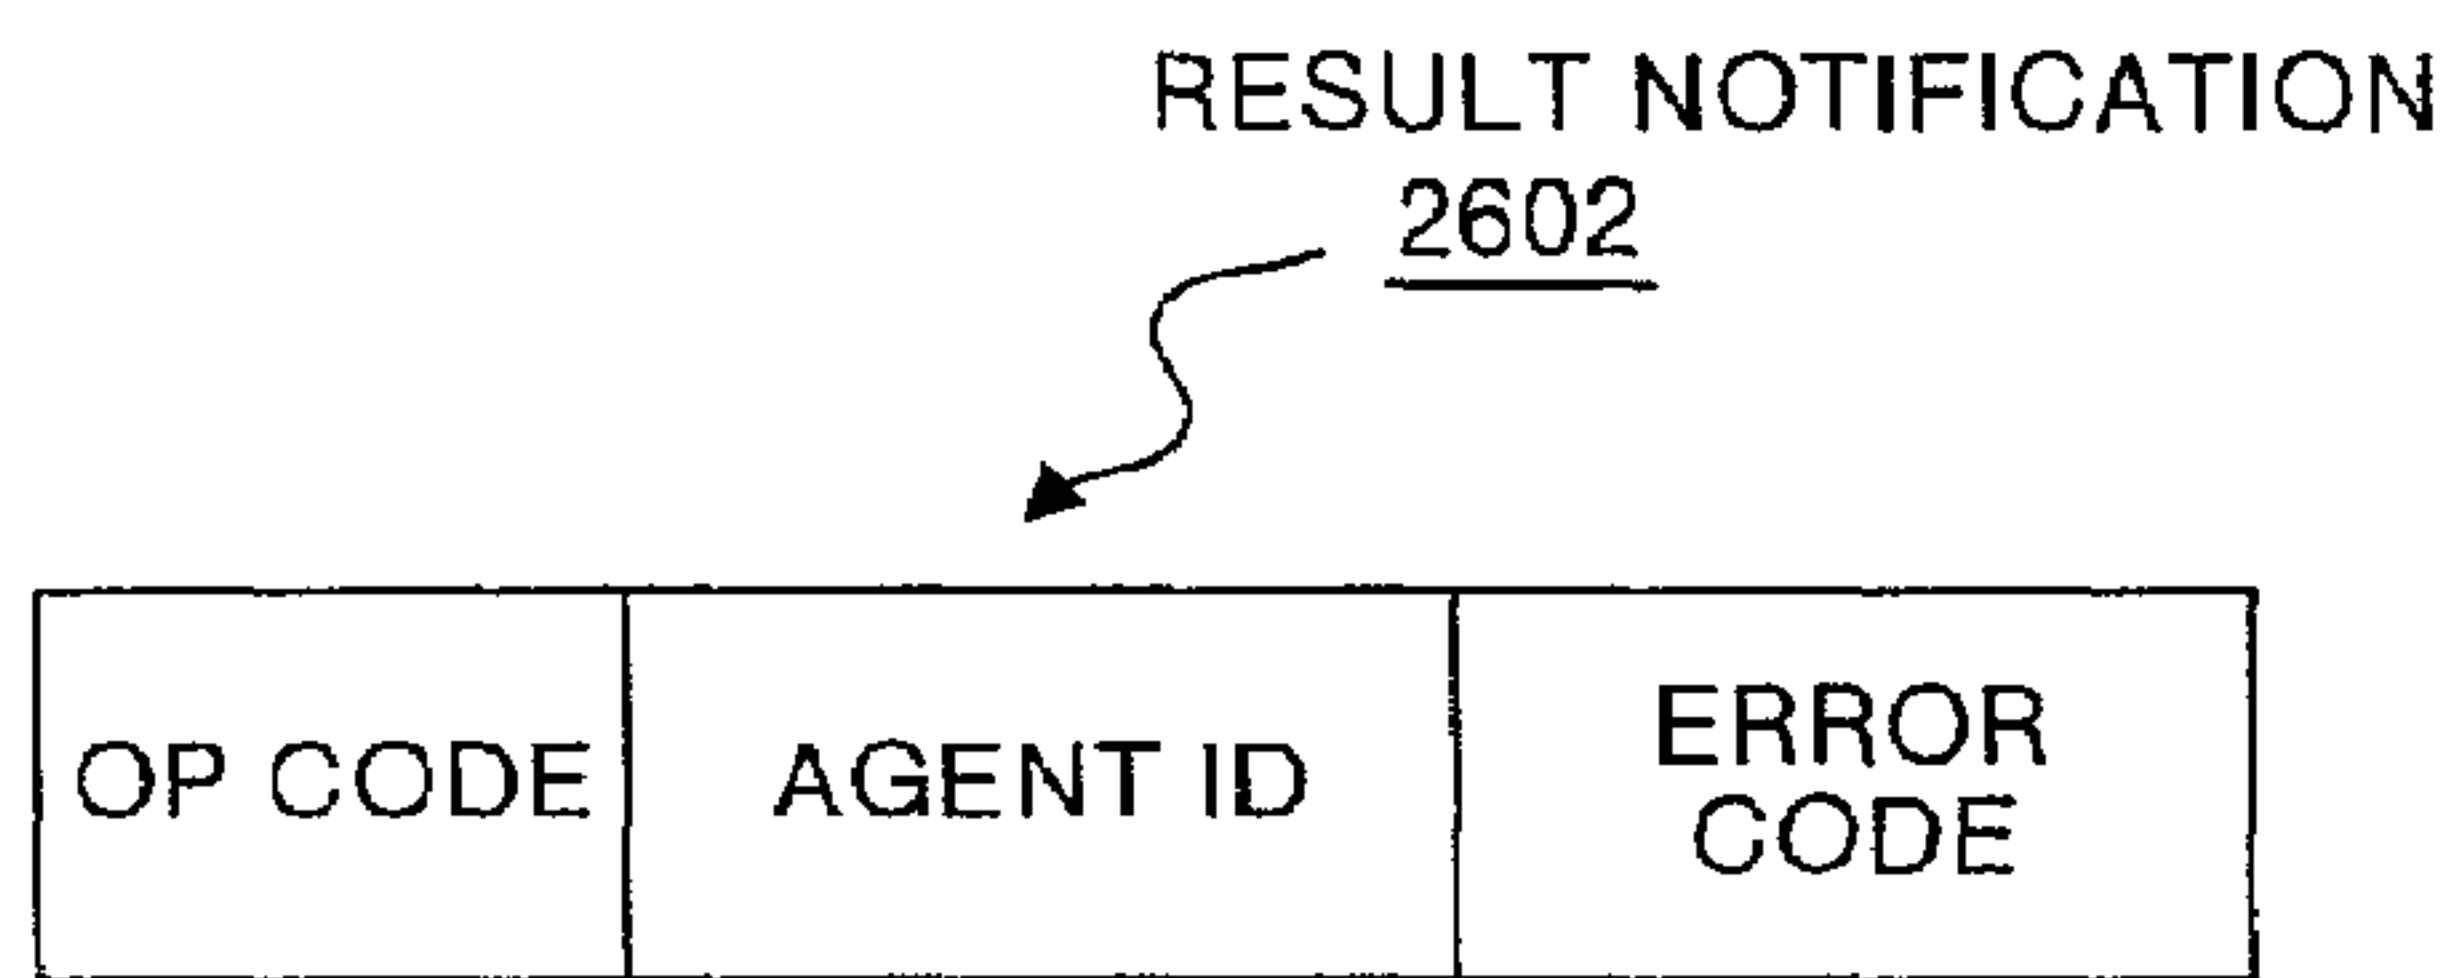 RESULT NOTIFICATION
2602
OP CODE
AGENT ID
ERROR
CODE